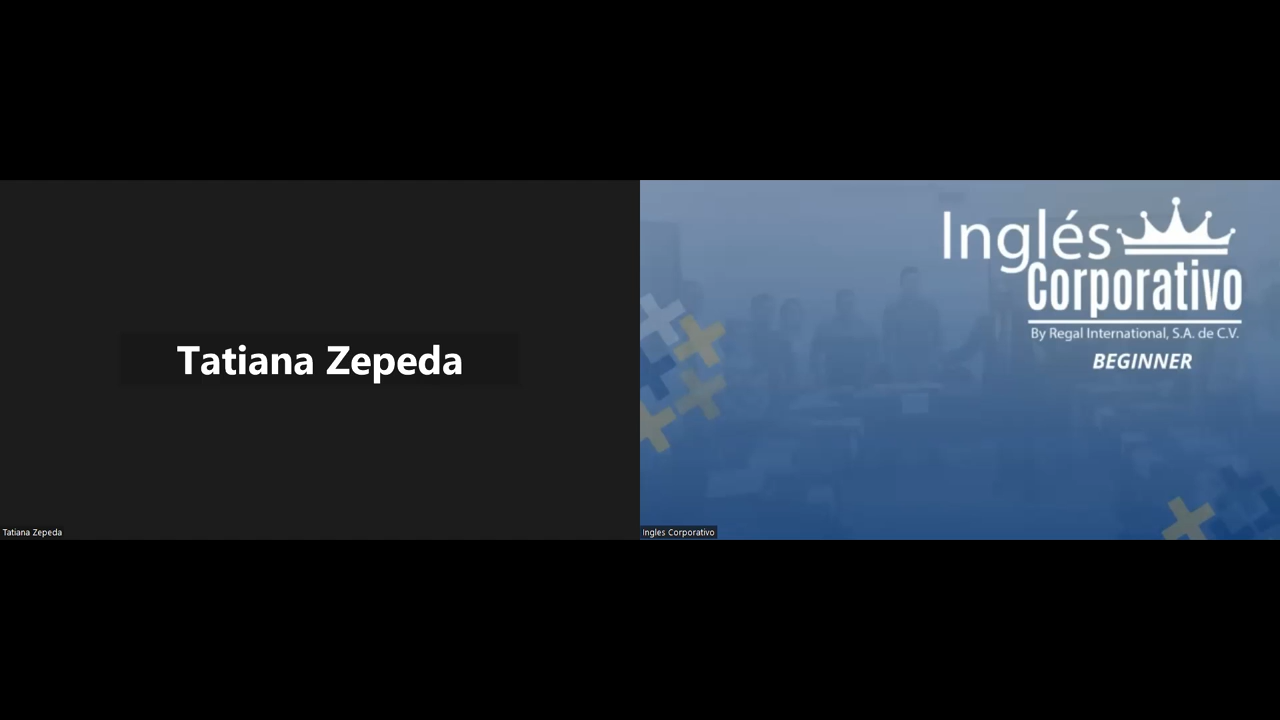 Tatiana Zepeda
Tatiana Zepeda
Inglés
Corporativo
By Regal International, S.A. de C.V.
BEGINNER
Ingles Corporativo